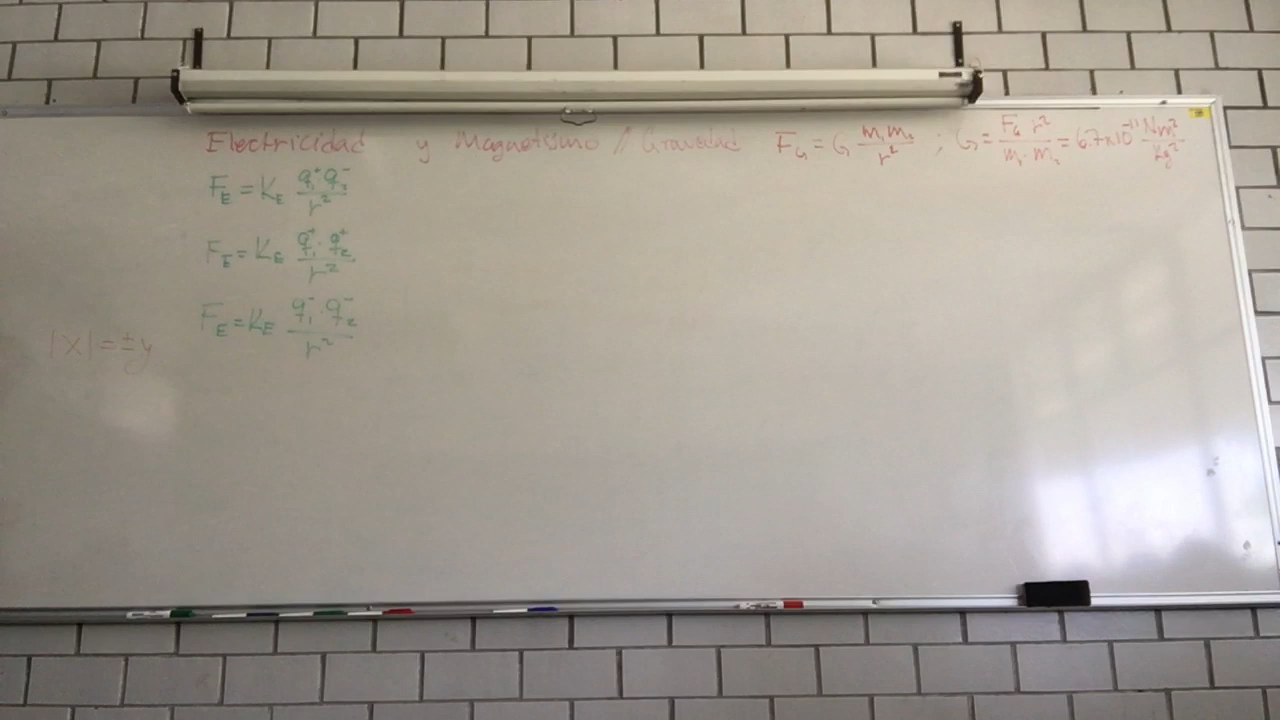 Electricidad y Magnetismo // Gravedad F_G = G m₁m₂/r² ; G = F_G r²/m₁·m₂ = 6.7x10⁻¹¹ Nm²/kg²
F_E = K_E q₁⁺q₂⁻/r²
F_E = K_E q₁⁺·q₂⁺/r²
F_E = K_E q₁⁻·q₂⁻/r²
|x| = ±y